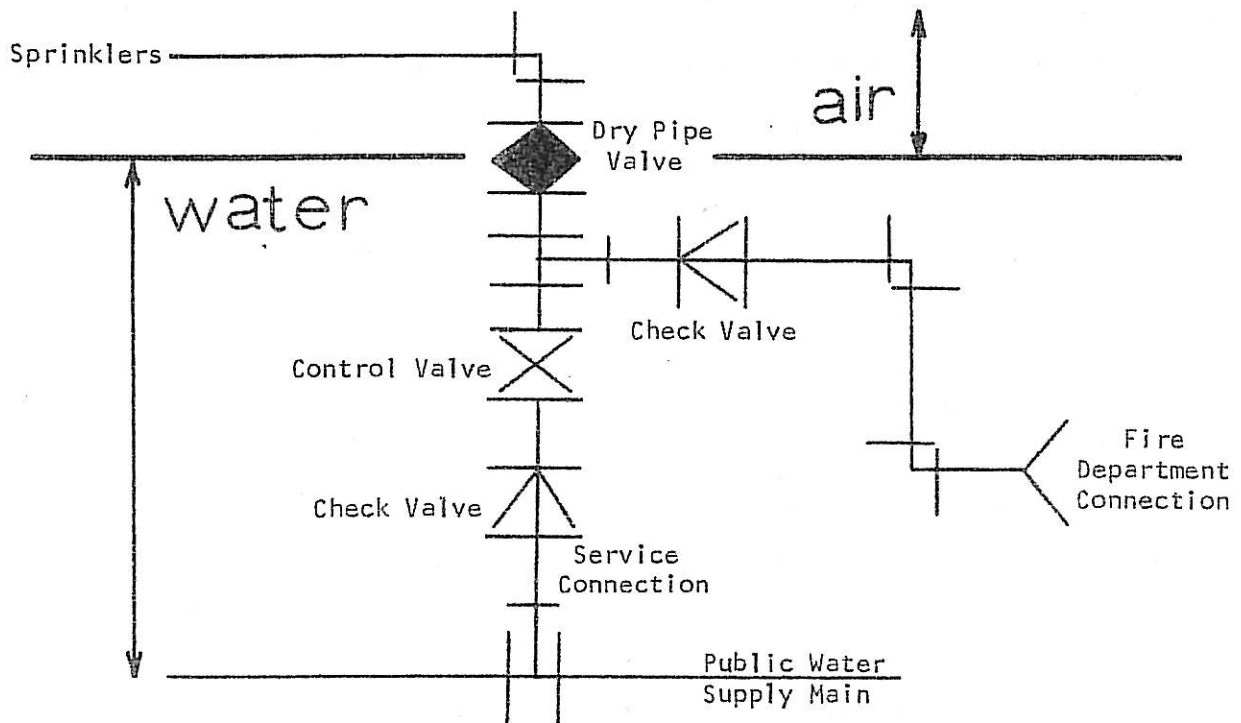 Sprinklers
air
Dry Pipe
Valve
water
Check Valve
Control Valve
Fire
Department
Connection
Check Valve
Service
Connection
Public Water
Supply Main